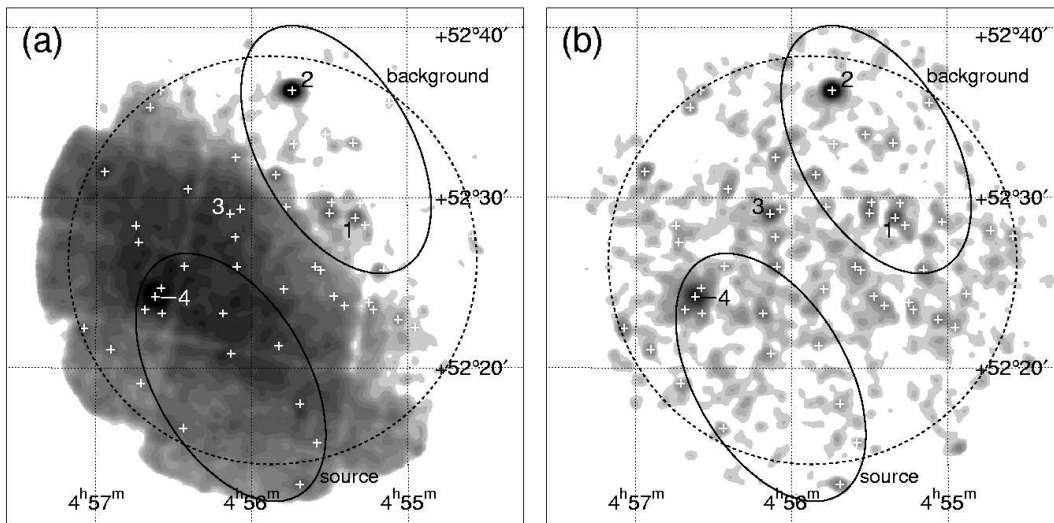 (a)
+52°40′
background
2
+52°30′
3
1
4
+52°20′
source
4ʰ57ᵐ
4ʰ56ᵐ
4ʰ55ᵐ
(b)
+52°40′
background
2
+52°30′
3
1
4
+52°20′
source
4ʰ57ᵐ
4ʰ56ᵐ
4ʰ55ᵐ